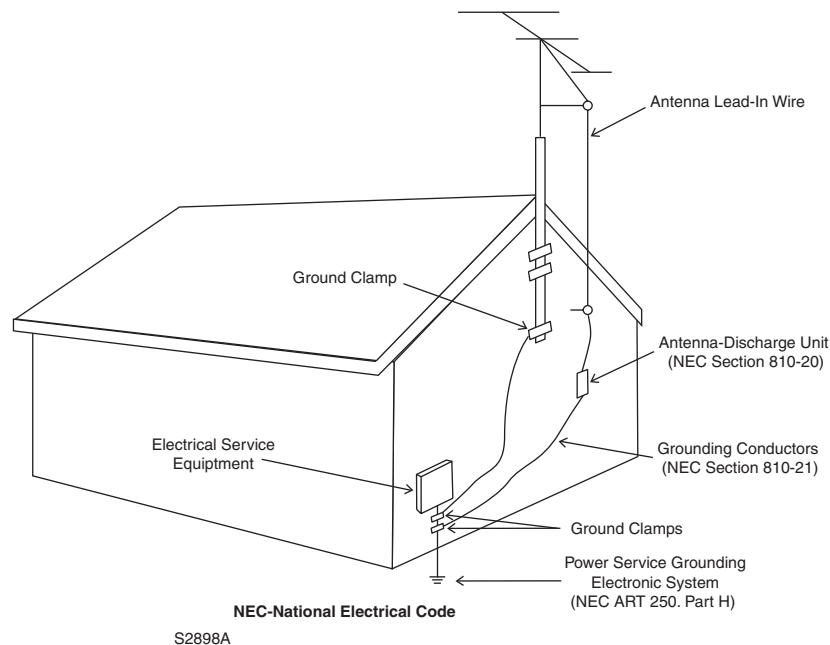 Antenna Lead-In Wire
Ground Clamp
Antenna-Discharge Unit
(NEC Section 810-20)
Electrical Service
Equiptment
Grounding Conductors
(NEC Section 810-21)
Ground Clamps
Power Service Grounding
Electronic System
(NEC ART 250. Part H)
NEC-National Electrical Code
S2898A